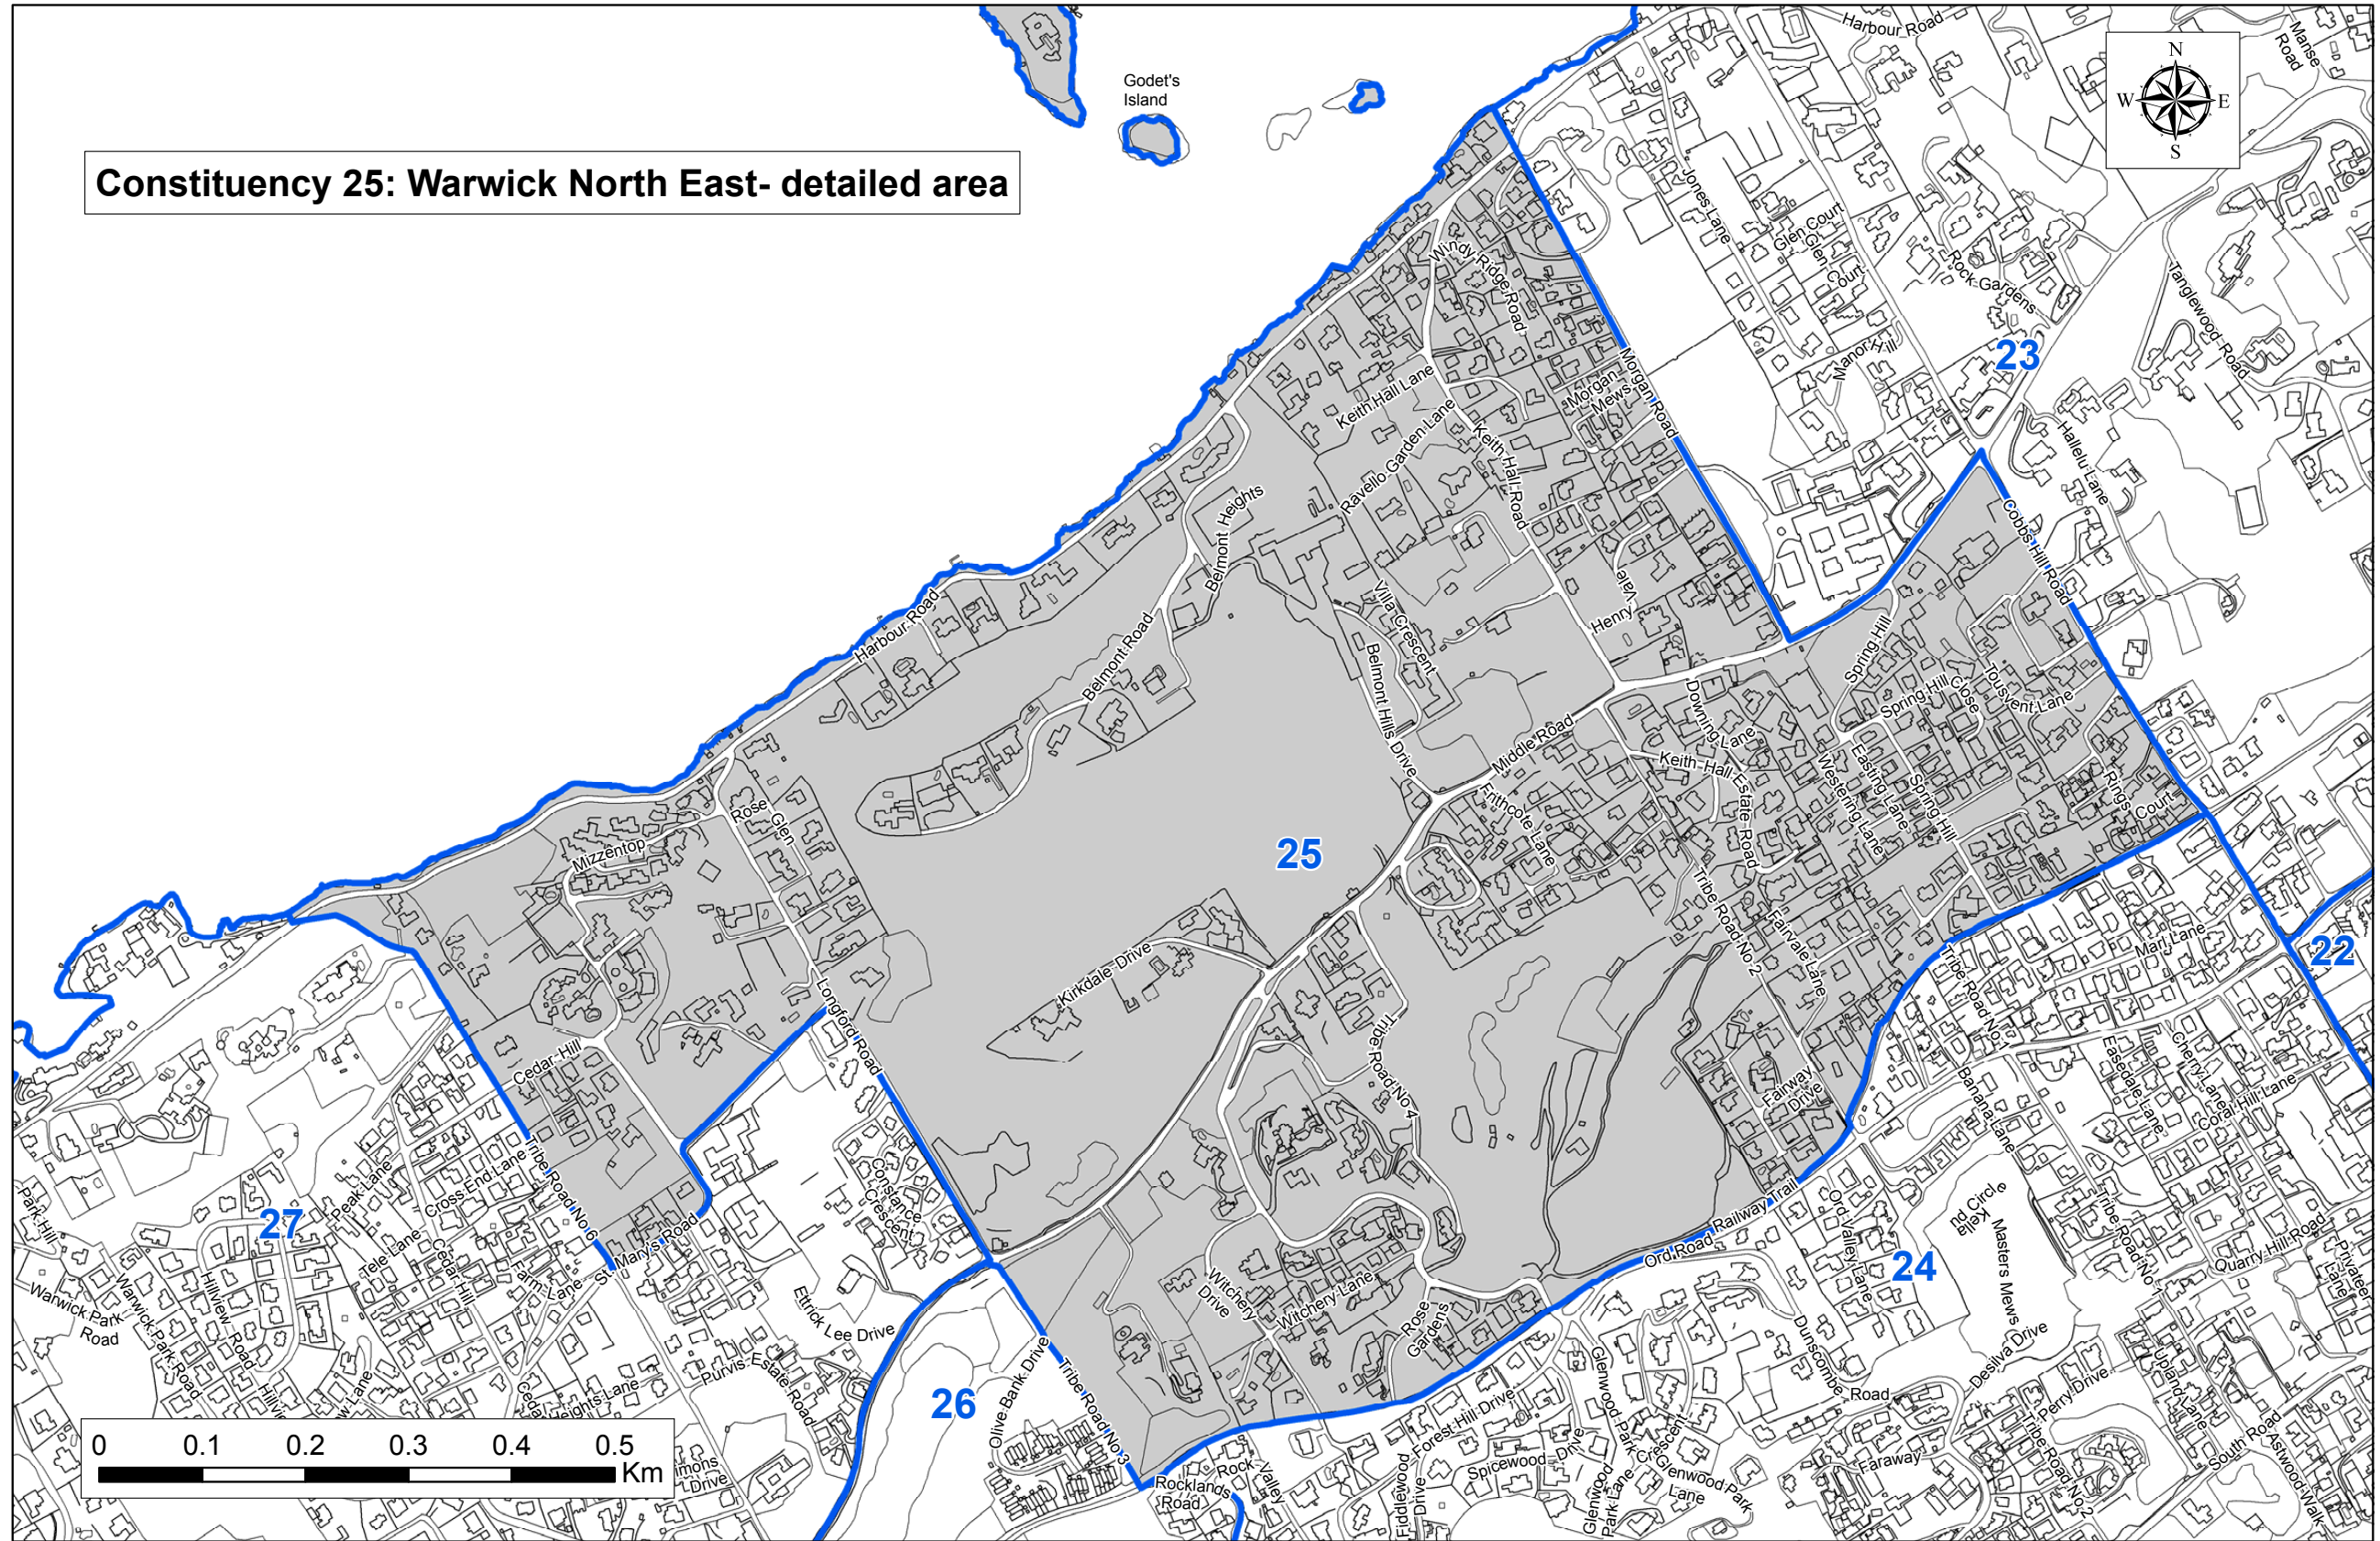 Constituency 25: Warwick North East- detailed area
Godet's
Island
N
W
E
S
Harbour Road
Manse
Road
Jones Lane
Glen Court
Glen Court
Rock Gardens
Tanglewood Road
Manor Hill
23
Windy Ridge Road
Morgan Road
Morgan
Mews
Keith Hall Lane
Ravello Garden Lane
Keith Hall Road
Hallelu Lane
Cobbs Hill Road
Belmont Heights
Harbour Road
Belmont Road
Villa Crescent
Belmont Hills Drive
Vale
Henry
Spring Hill
Spring Hill
Close
Tousvent Lane
Middle Road
Downing Lane
Keith Hall Estate Road
Westering Lane
Easting Lane
Spring Hill
Rings
Court
Frithcote Lane
Rose Glen
Mizzentop
25
Tribe Road No 2
Fairvale Lane
Marl Lane
22
Kirkdale Drive
Longford Road
Tribe Road No 4
Cedar Hill
Fairway
Drive
Banana Lane
Easedale Lane
Cherry Lane
Coral Hill Lane
Tribe Road No 6
Cross End Lane
Peak Lane
Constance
Crescent
27
Park Hill
Tele Lane
Cedar Hill
Farm Lane
St. Mary's Road
Warwick Park
Road
Warwick Park Road
Hillview Road
Ettrick Lee Drive
Purvis Estate Road
Witchery
Drive
Witchery Lane
Rose
Gardens
Ord Road
Railway Trail
Ord Valley Lane
24
Keila
Pu Circle
Masters Mews
Tribe Road No 1
Quarry Hill Road
Privateer
Lane
Dunscombe Road
Desilva Drive
Perry Drive
Upland Lane
South Road
Astwood Walk
Tribe Road No 2
Faraway
26
Olive Bank Drive
Tribe Road No 3
Rocklands
Road
Rock Valley
Forest Hill Drive
Spicewood Drive
Fiddlewood
Drive
Glenwood Park
Crescent
Glenwood
Park Lane
Glenwood Park
Lane
0 0.1 0.2 0.3 0.4 0.5
Km